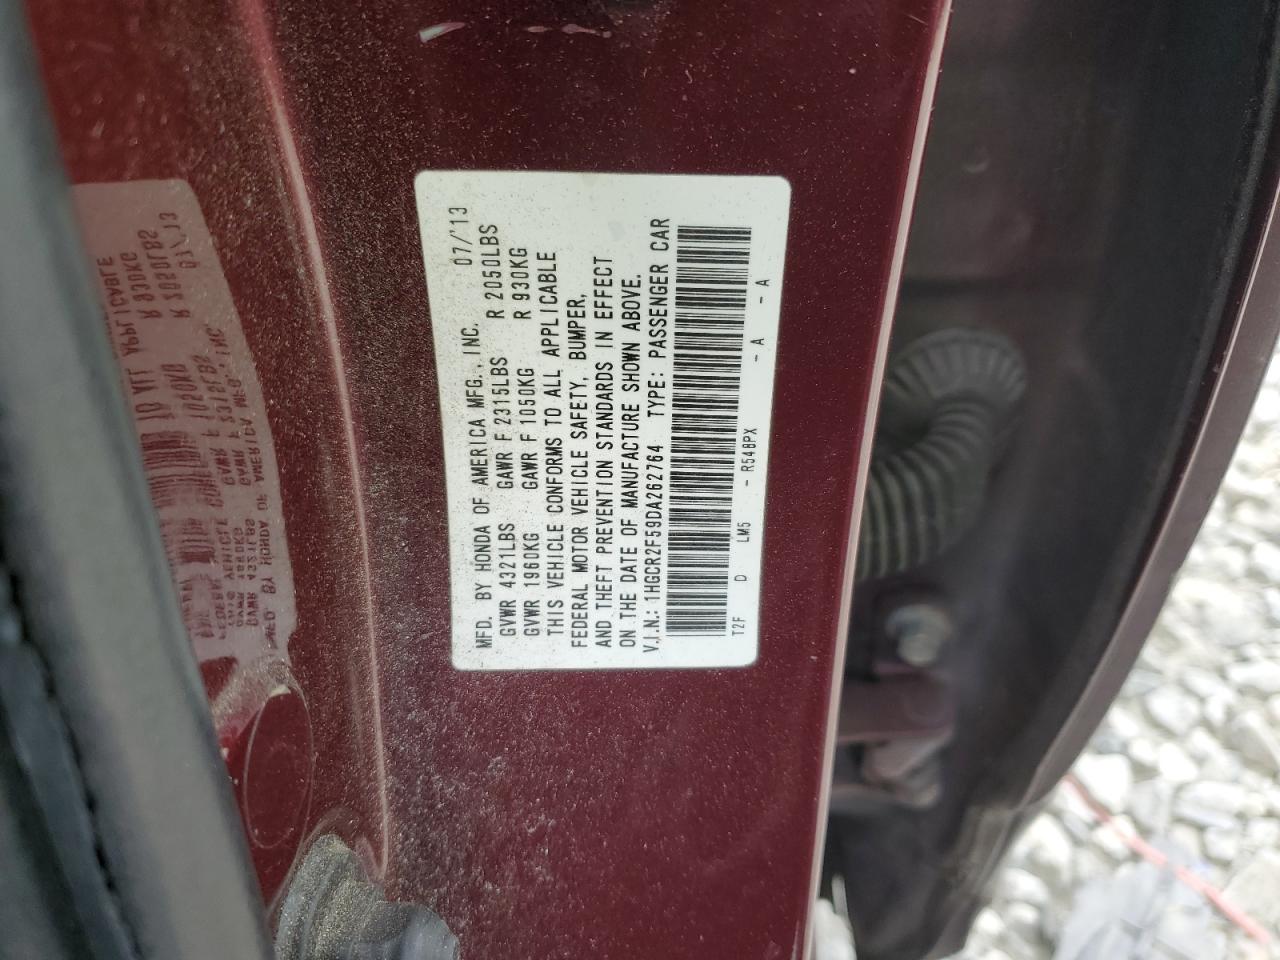 MFD. BY HONDA OF AMERICA MFG., INC. 07/'13
GVWR 4321LBS GAWR F 2315LBS R 2050LBS
GVWR 1960KG GAWR F 1050KG R 930KG
THIS VEHICLE CONFORMS TO ALL APPLICABLE
FEDERAL MOTOR VEHICLE SAFETY, BUMPER,
AND THEFT PREVENTION STANDARDS IN EFFECT
ON THE DATE OF MANUFACTURE SHOWN ABOVE.
V.I.N.: 1HGCR2F59DA262764 TYPE: PASSENGER CAR
T2F D LM5 - R548PX - A - A